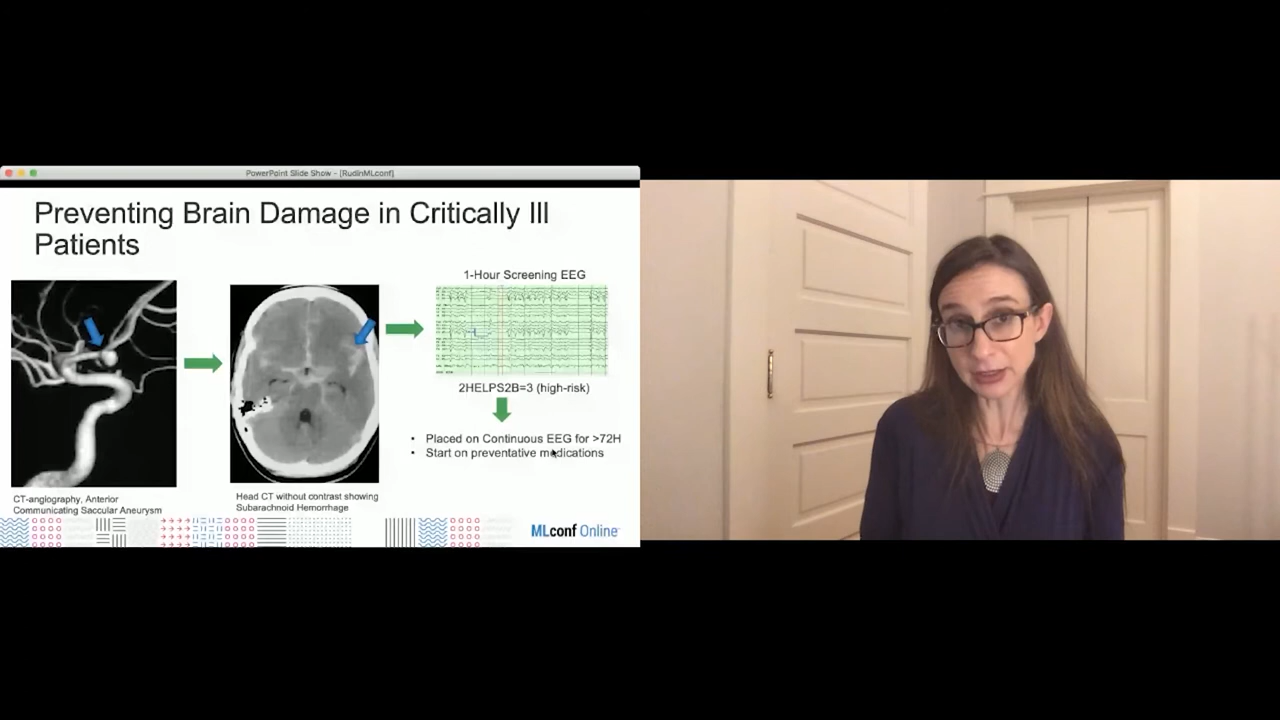 PowerPoint Slide Show - [RudinMLconf]
Preventing Brain Damage in Critically Ill
Patients
1-Hour Screening EEG
2HELPS2B=3 (high-risk)
• Placed on Continuous EEG for >72H
• Start on preventative medications
CT-angiography, Anterior
Communicating Saccular Aneurysm
Head CT without contrast showing
Subarachnoid Hemorrhage
MLconf Online